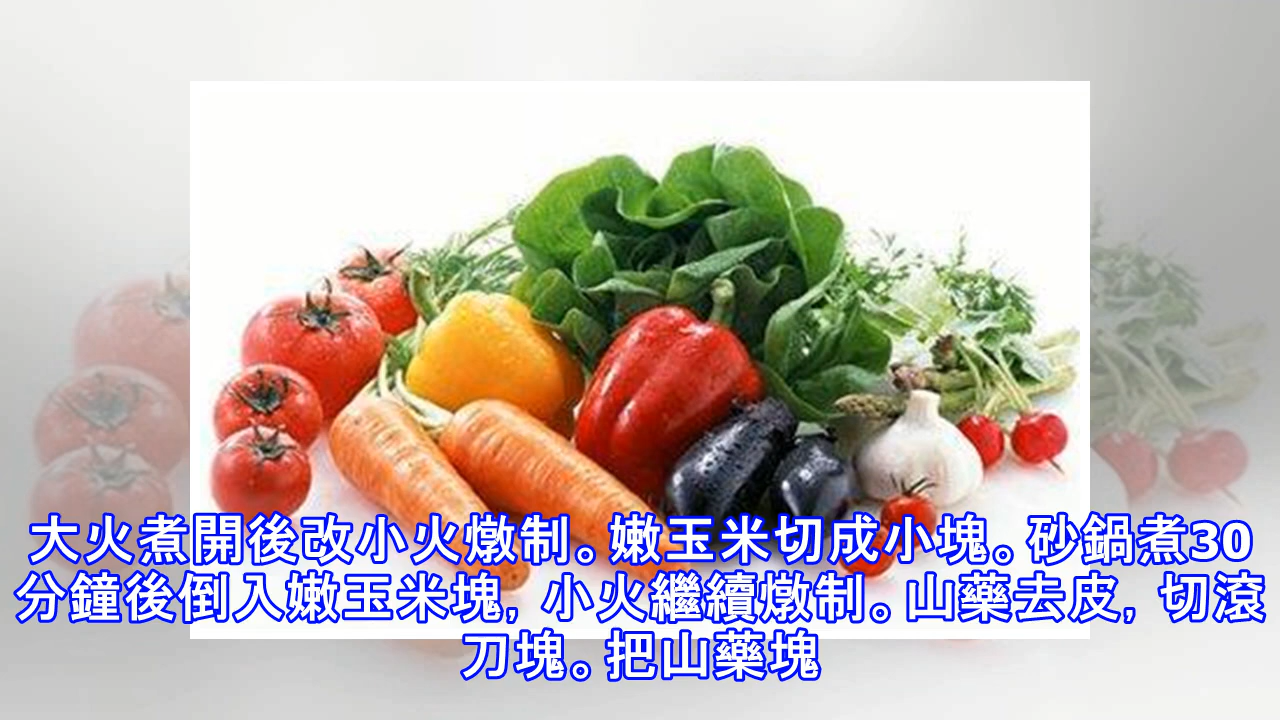 大火煮開後改小火燉制。嫩玉米切成小塊。砂鍋煮30
分鐘後倒入嫩玉米塊，小火繼續燉制。山藥去皮，切滾
刀塊。把山藥塊